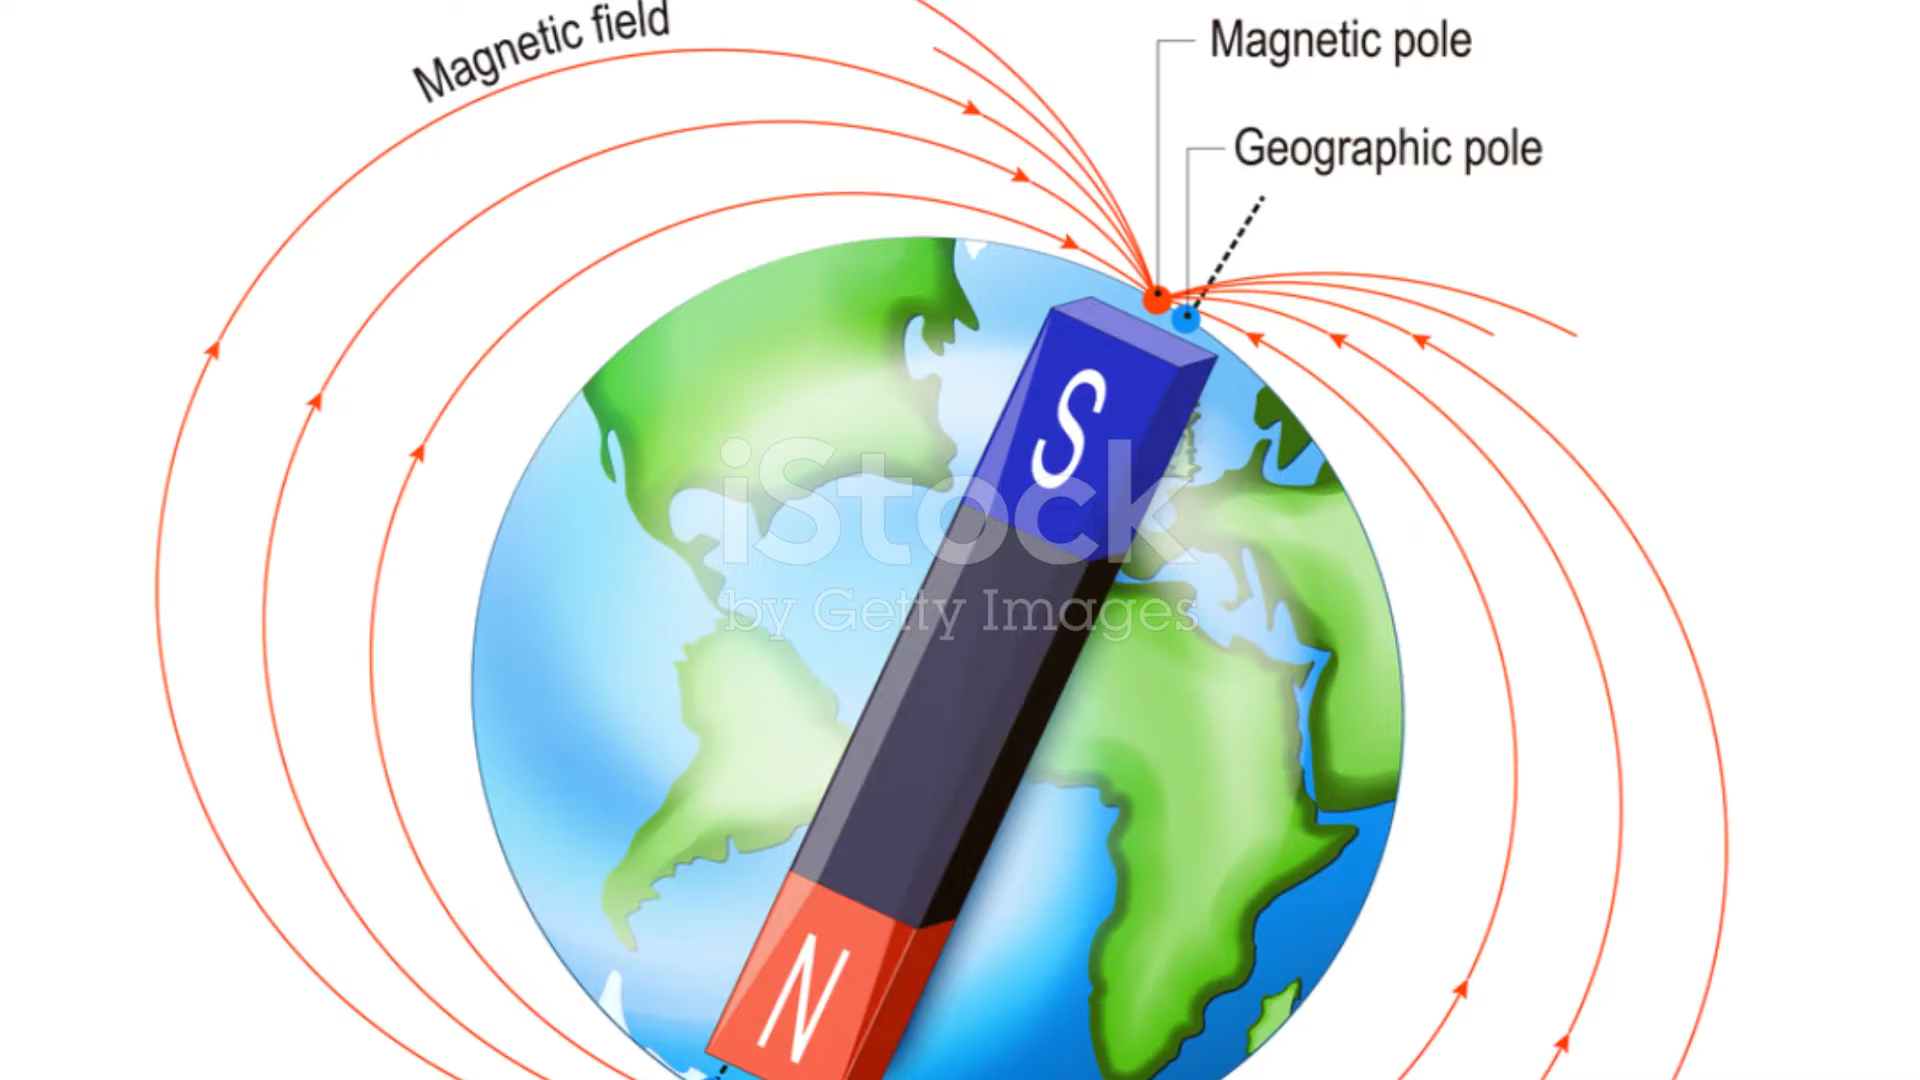 Magnetic field
Magnetic pole
Geographic pole
S
iStock
by Getty Images
N